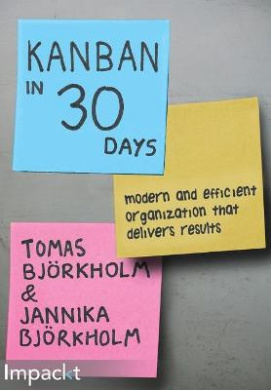 KANBAN
IN 30
DAYS
modern and efficient
organization that
delivers results
TOMAS
BJÖRKHOLM
&
JANNIKA
BJÖRKHOLM
Impackt